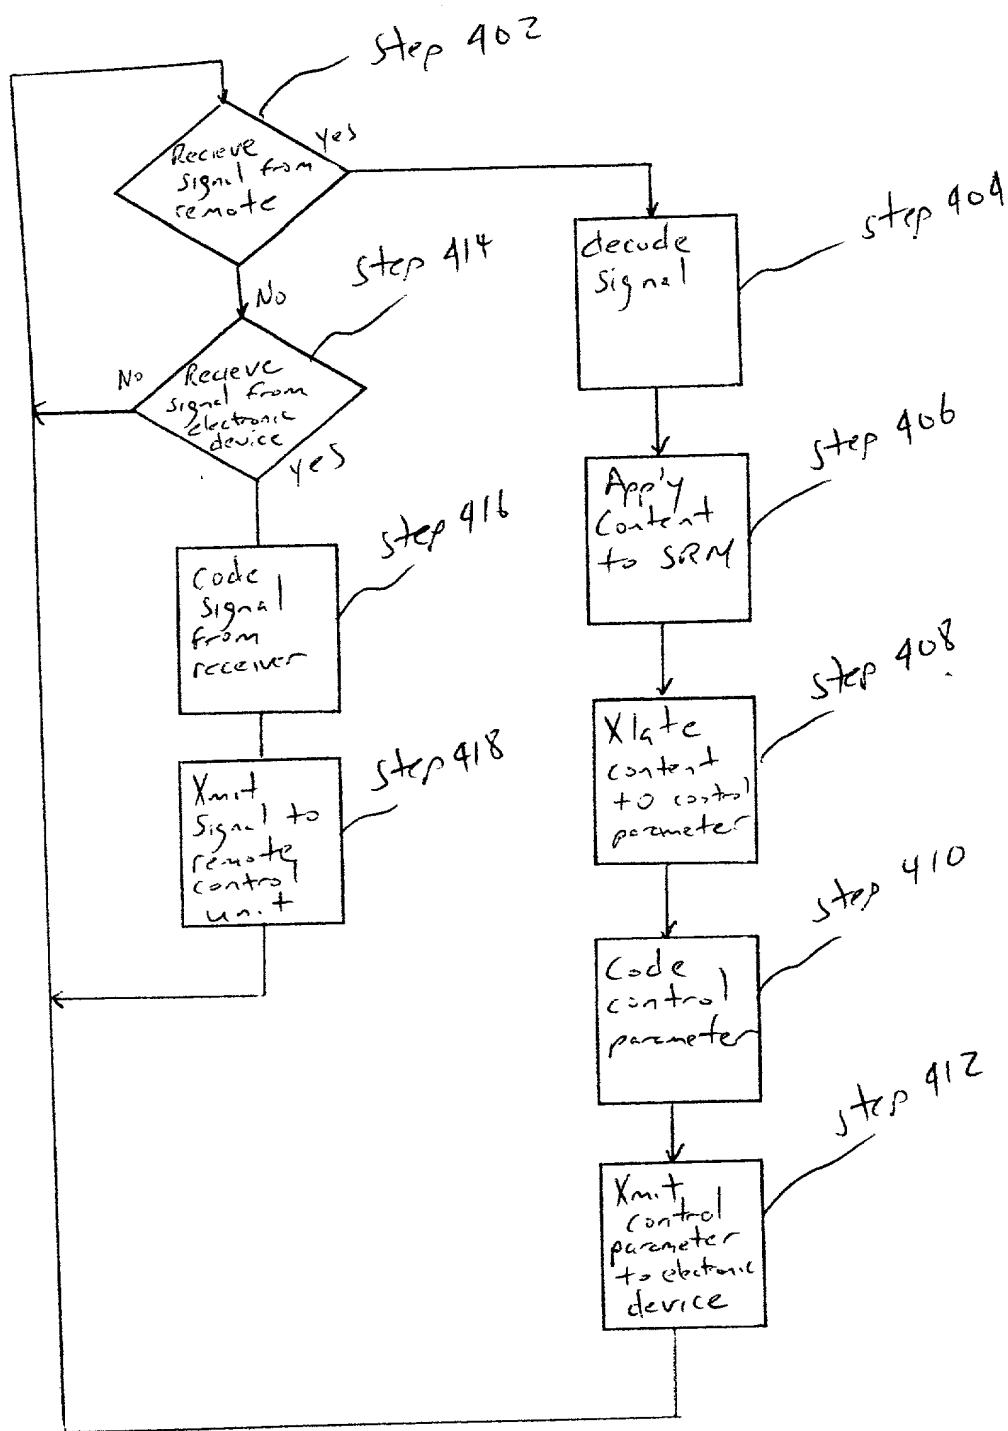 step 402
Recieve
signal from
remote
yes
step 404
decode
signal
step 414
No
Recieve
signal from
electronic
device
No
yes
step 406
Apply
Content
to SRM
step 416
Code
signal
from
receiver
step 408
Xlate
content
to control
parameter
step 418
Xmit
signal to
remote
control
unit
step 410
Code
control
parameter
step 412
Xmit
control
parameter
to electronic
device